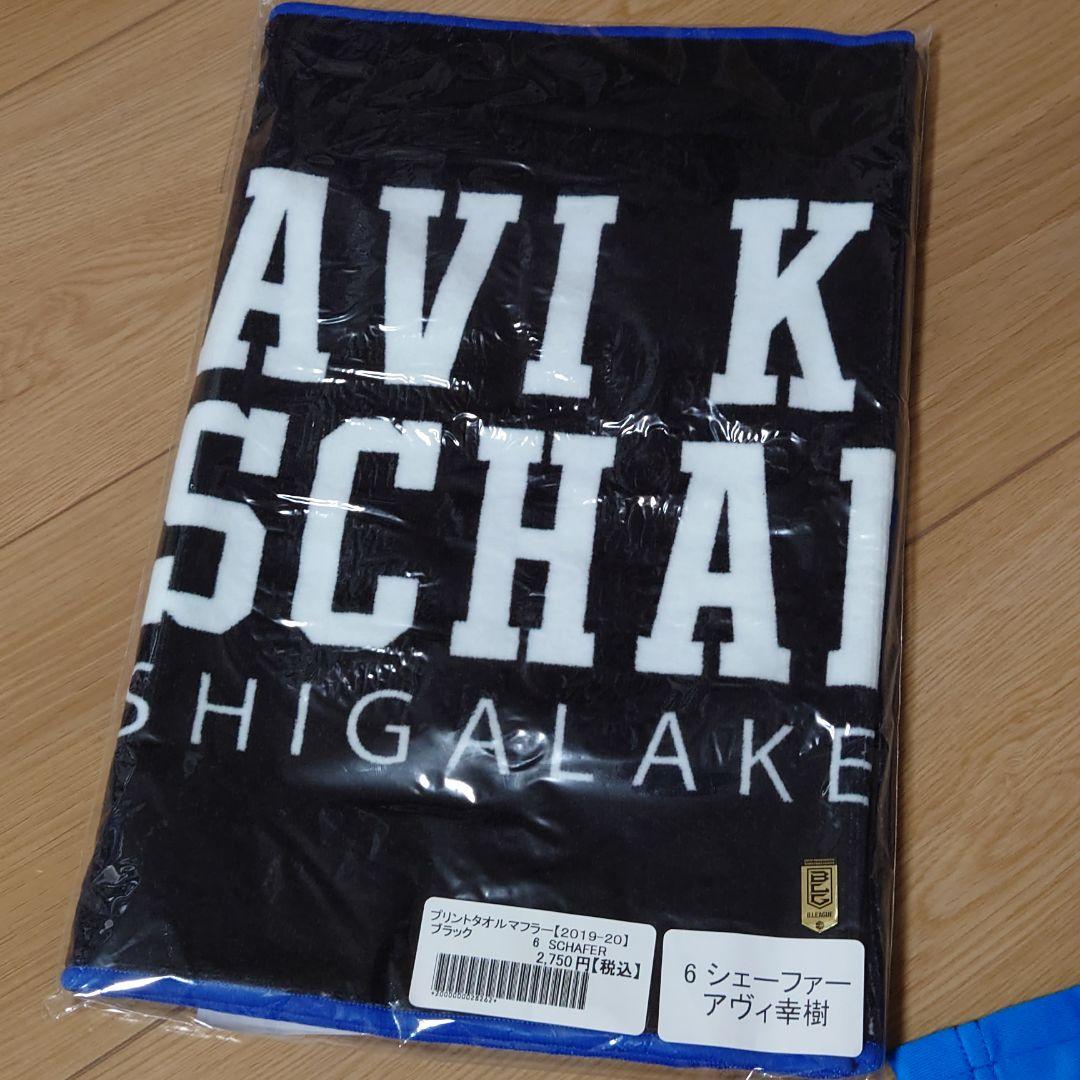 AVI K
SCHA
SHIGALAKE
B.LEAGUE
プリントタオルマフラー【2019-20】
ブラック
6 SCHAFER
2,750円【税込】
*2000000028262*
6 シェーファー
アヴィ幸樹